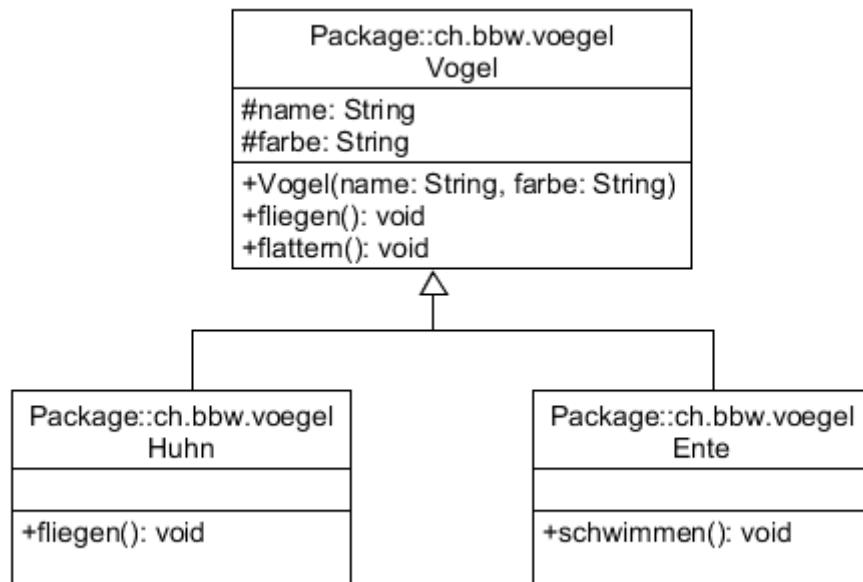 Package::ch.bbw.voegel
Vogel
#name: String
#farbe: String
+Vogel(name: String, farbe: String)
+fliegen(): void
+flattern(): void
Package::ch.bbw.voegel
Huhn
+fliegen(): void
Package::ch.bbw.voegel
Ente
+schwimmen(): void